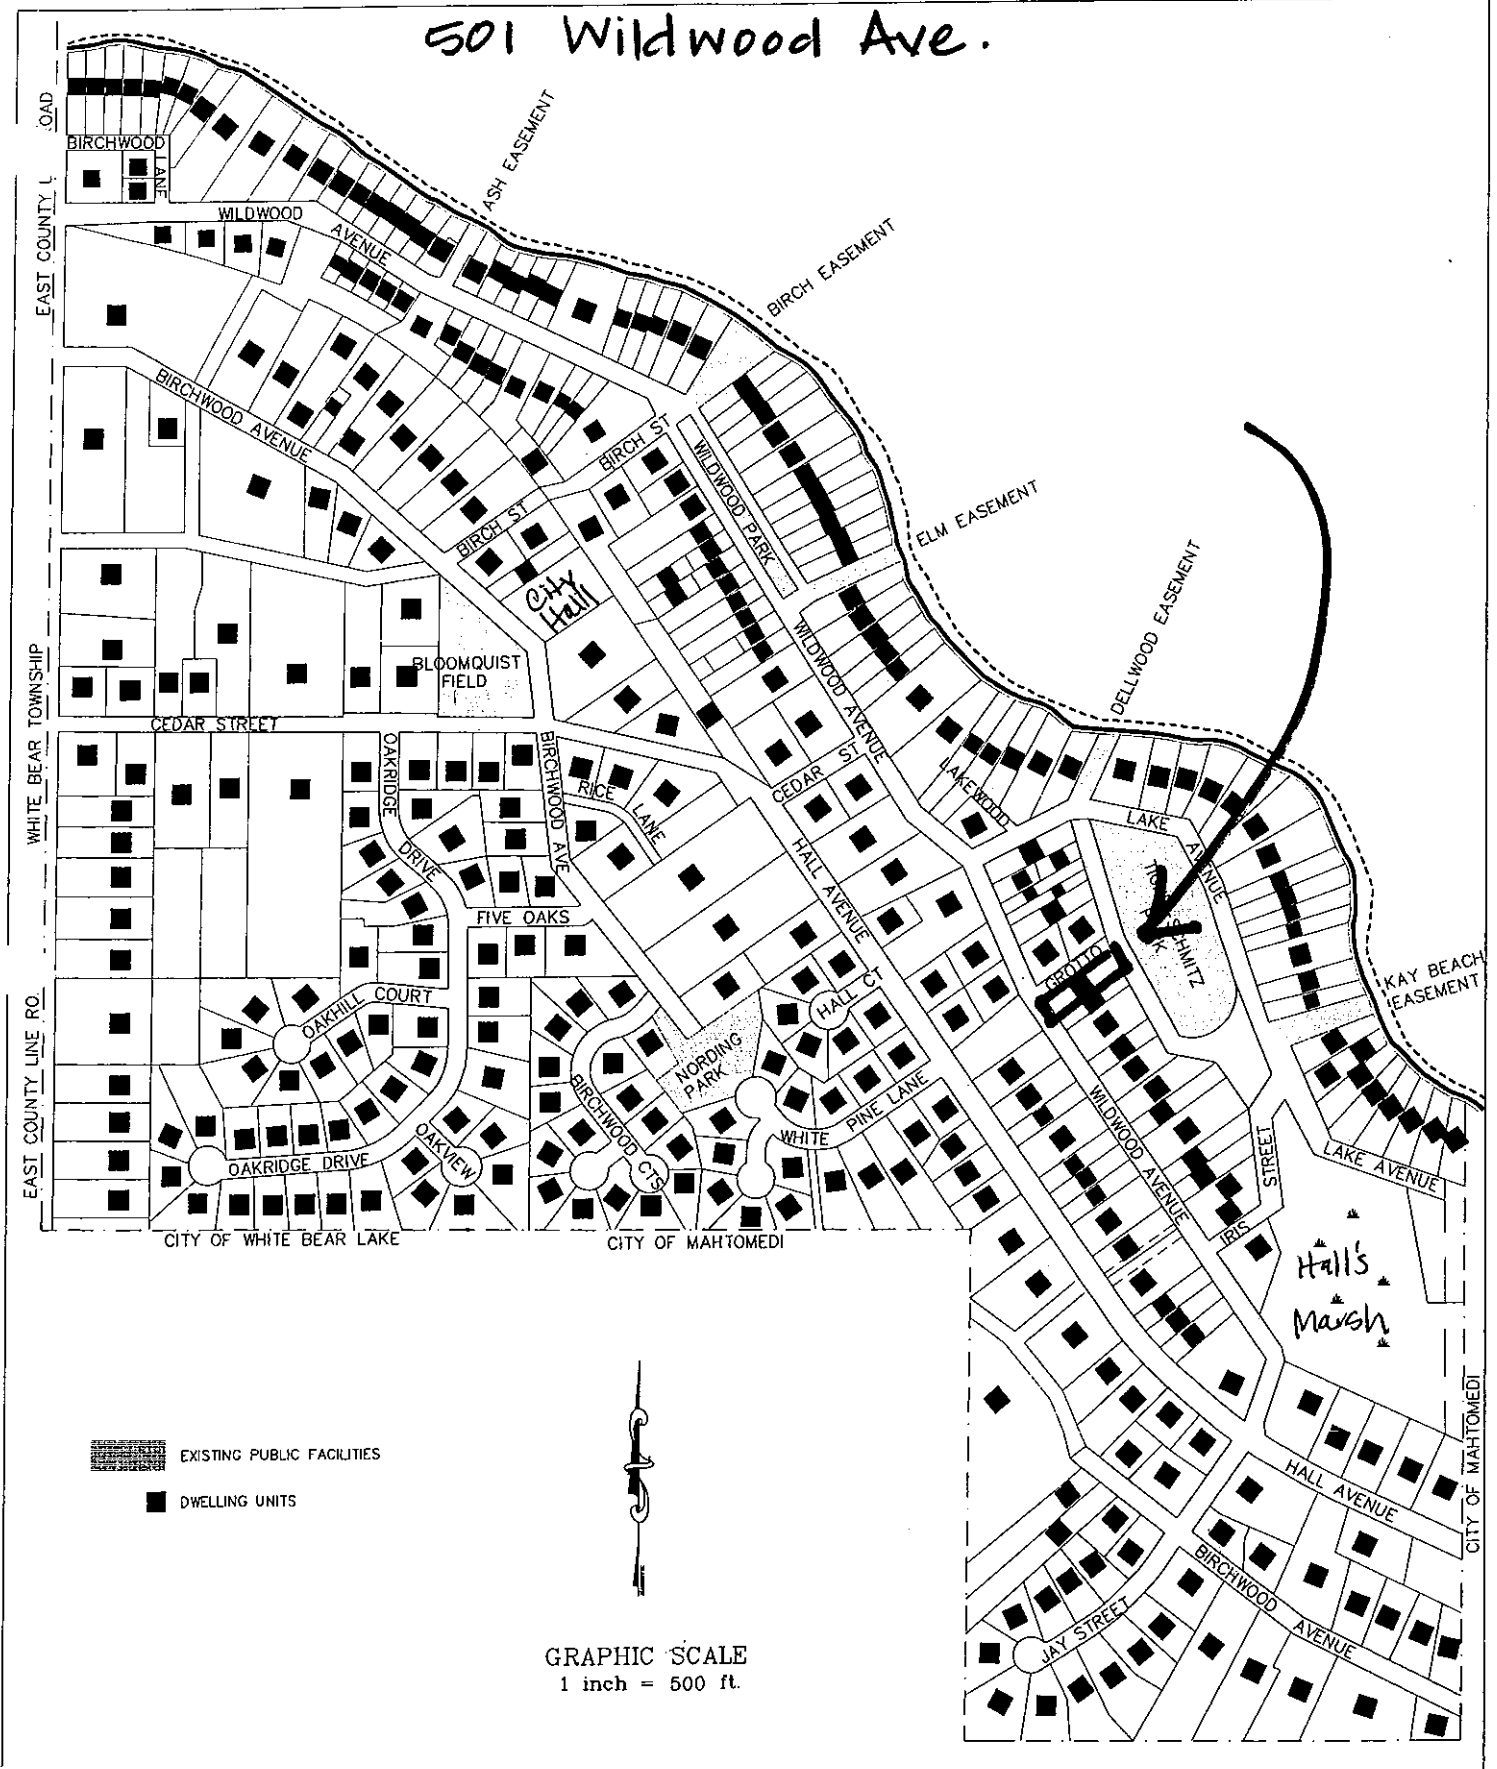 501 Wildwood Ave.
ASH EASEMENT
BIRCHWOOD
LANE
WILDWOOD
AVENUE
EAST COUNTY L OAD
BIRCH EASEMENT
BIRCHWOOD AVENUE
BIRCH ST
WILDWOOD PARK
BIRCH ST
ELM EASEMENT
City
Hall
DELLWOOD EASEMENT
WILDWOOD AVENUE
BLOOMQUIST
FIELD
WHITE BEAR TOWNSHIP
CEDAR STREET
OAKRIDGE
DRIVE
BIRCHWOOD AVE
RICE
LANE
CEDAR ST
LAKEWOOD
LAKE
AVENUE
HALL AVENUE
SCHMITZ
FIVE OAKS
GROTTO
KAY BEACH
EASEMENT
OAKHILL COURT
HALL CT
NORDING
PARK
EAST COUNTY LINE RD.
BIRCHWOOD CTS
WHITE PINE LANE
WILDWOOD AVENUE
OAKRIDGE DRIVE
OAKVIEW
IRIS STREET
LAKE AVENUE
CITY OF WHITE BEAR LAKE
CITY OF MAHTOMEDI
Hall's
Marsh
CITY OF MAHTOMEDI
EXISTING PUBLIC FACILITIES
DWELLING UNITS
HALL AVENUE
BIRCHWOOD AVENUE
JAY STREET
GRAPHIC SCALE
1 inch = 500 ft.